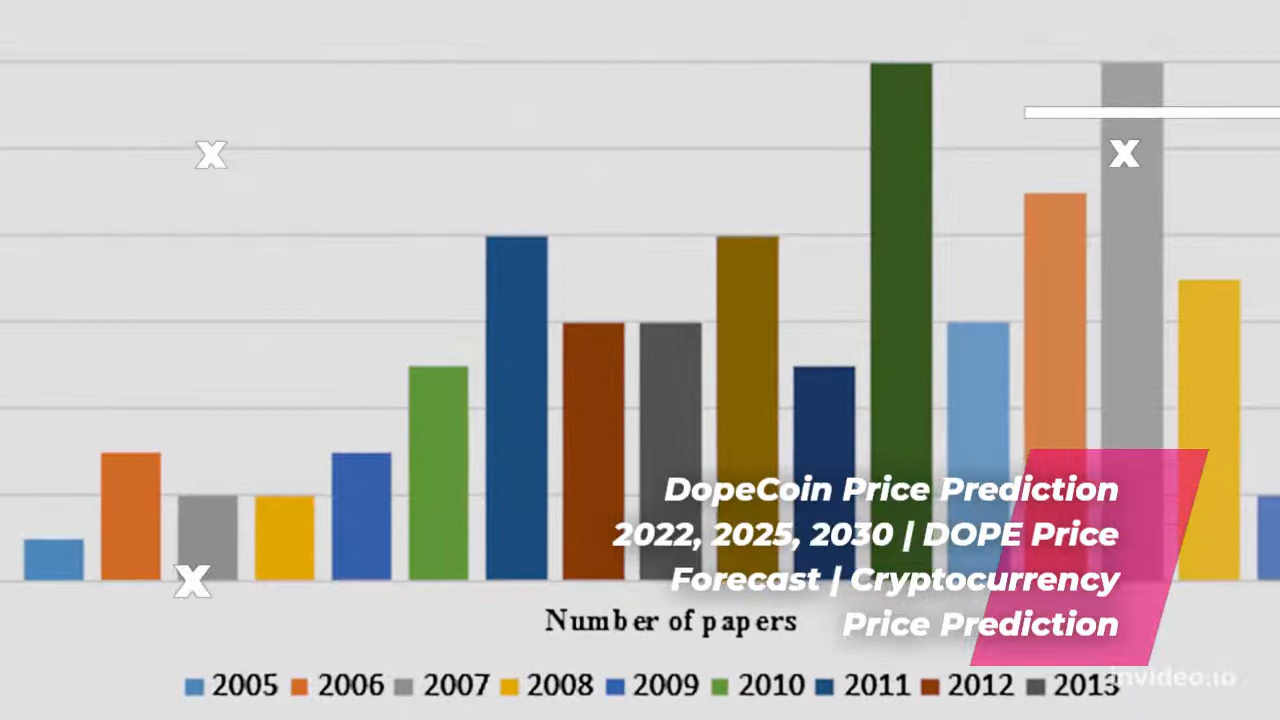 x
x
DopeCoin Price Prediction
2022, 2025, 2030 | DOPE Price
Forecast | Cryptocurrency
Price Prediction
x
Number of papers
2005 2006 2007 2008 2009 2010 2011 2012 2013
invideo.io